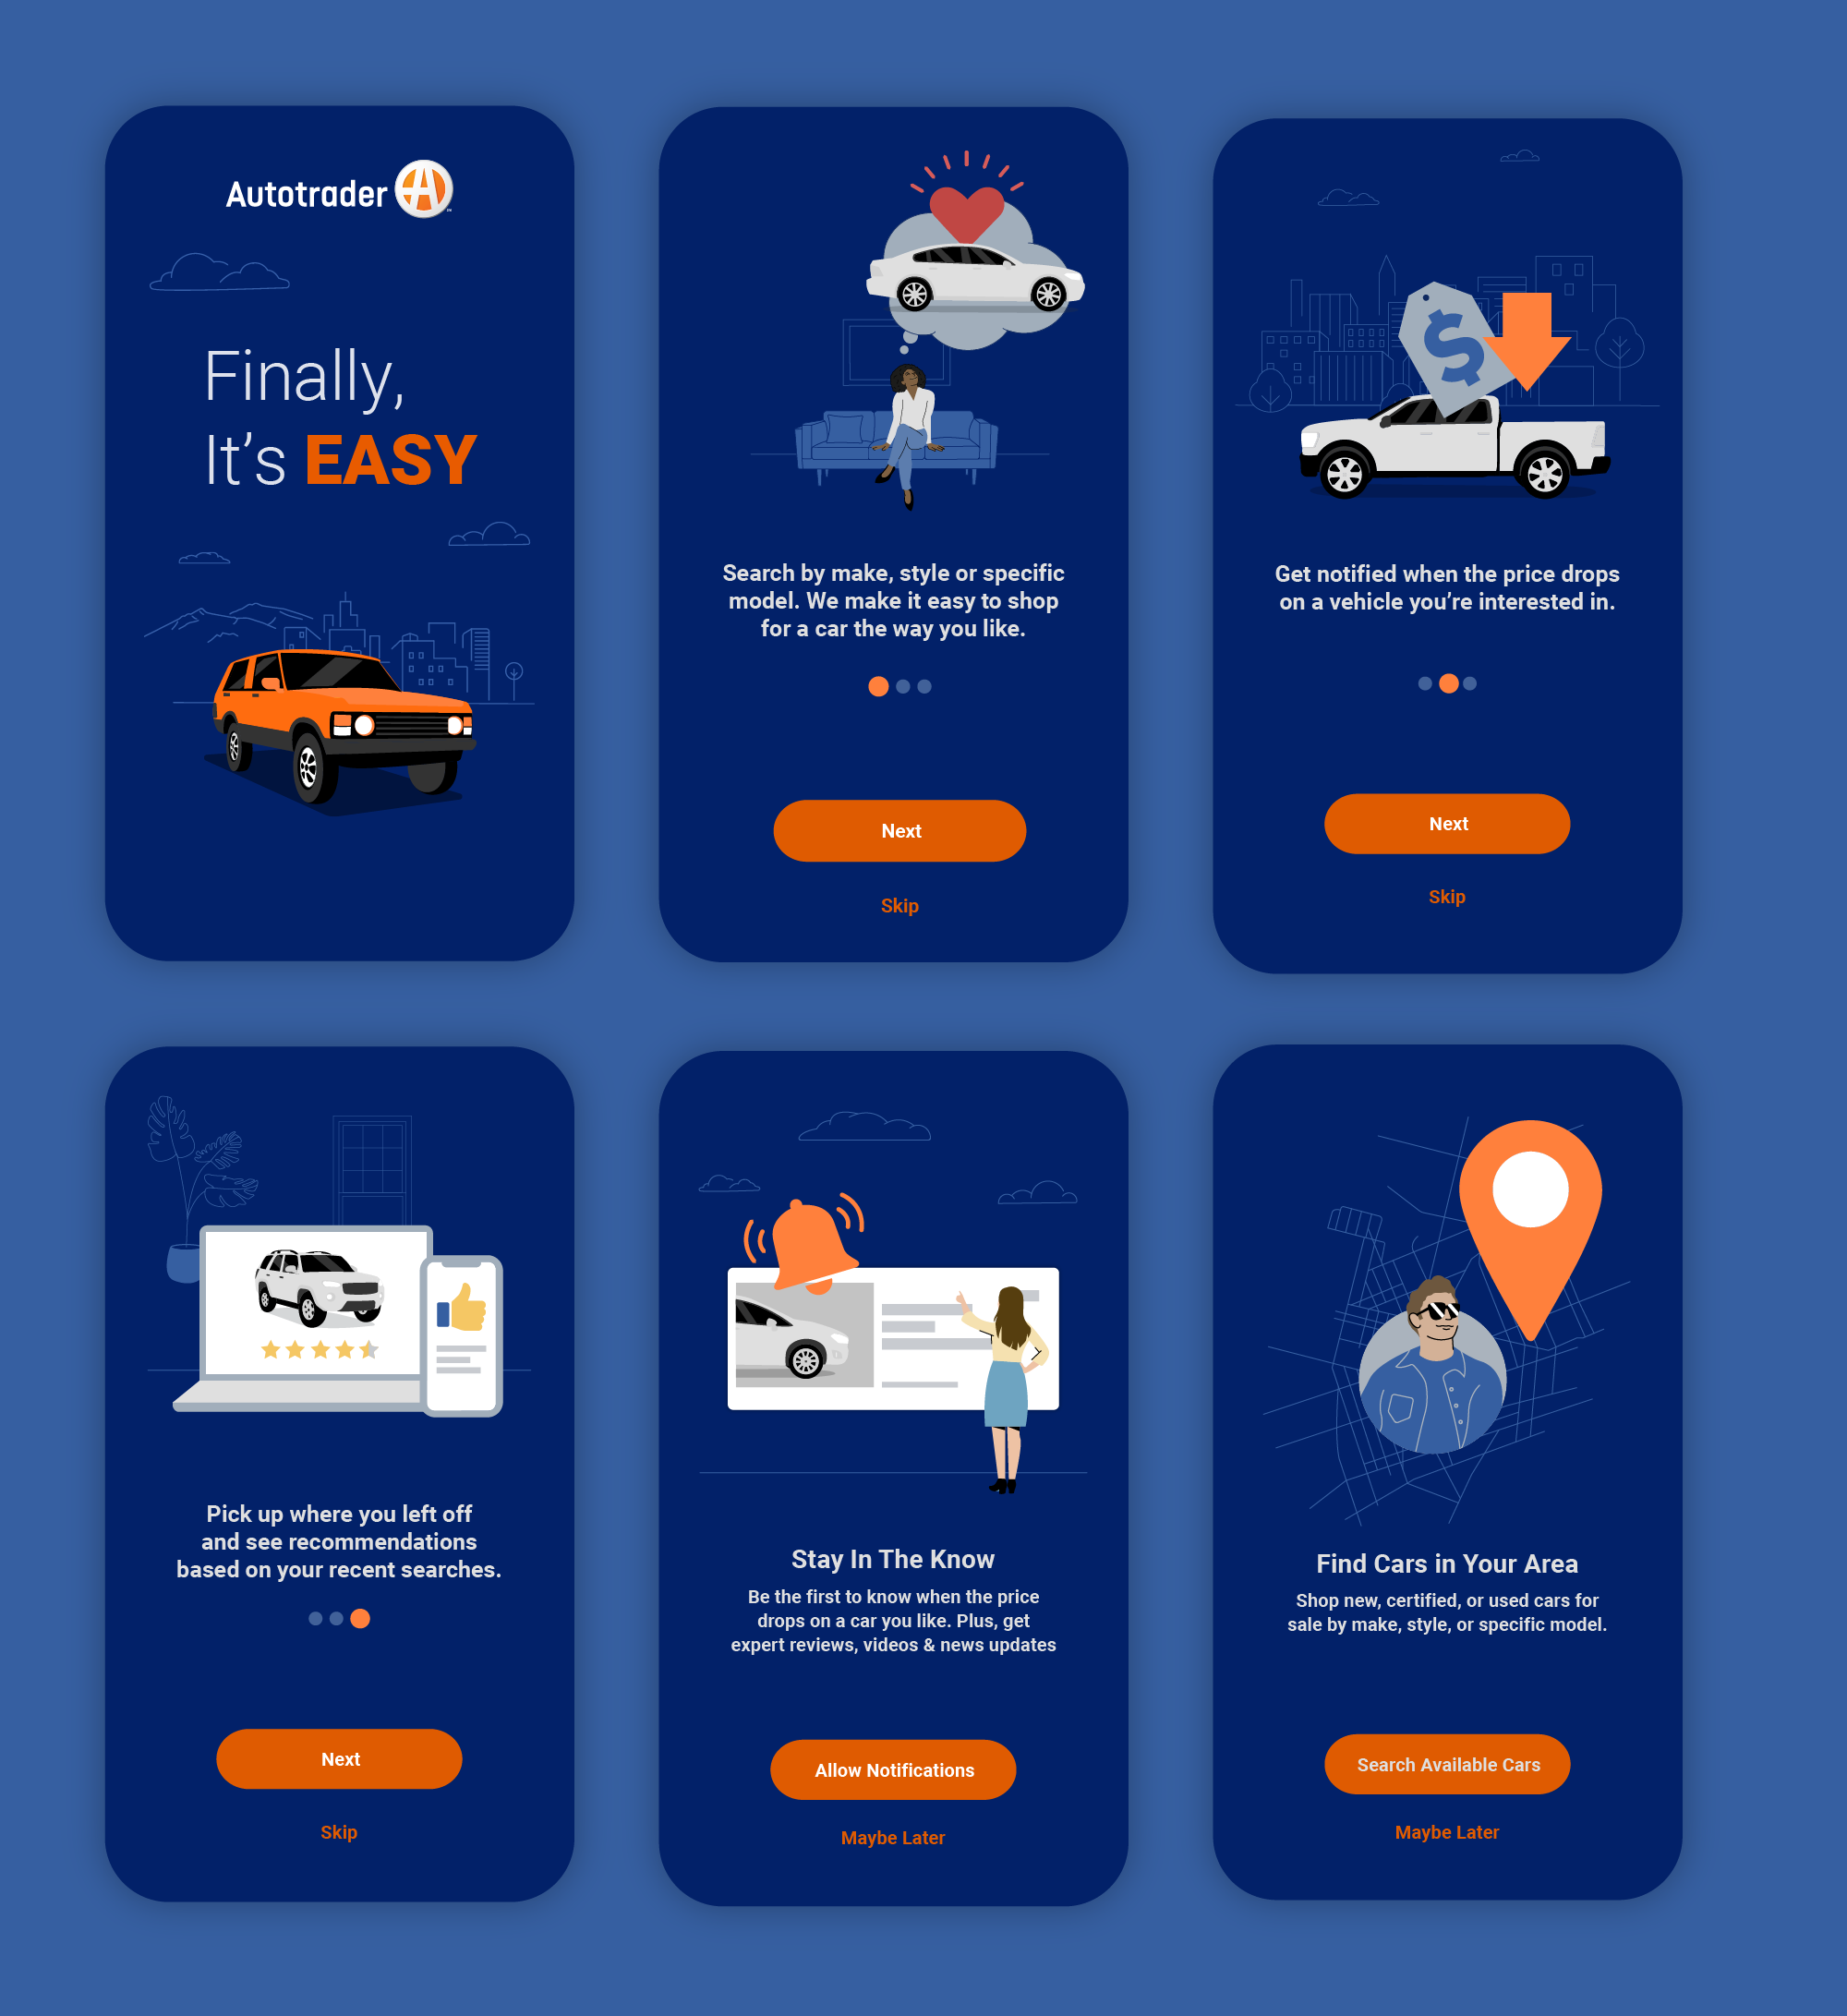 Autotrader
Finally,
It's EASY
Search by make, style or specific
model. We make it easy to shop
for a car the way you like.
Next
Skip
$
Get notified when the price drops
on a vehicle you're interested in.
Next
Skip
Pick up where you left off
and see recommendations
based on your recent searches.
Next
Skip
Stay In The Know
Be the first to know when the price
drops on a car you like. Plus, get
expert reviews, videos & news updates
Allow Notifications
Maybe Later
Find Cars in Your Area
Shop new, certified, or used cars for
sale by make, style, or specific model.
Search Available Cars
Maybe Later